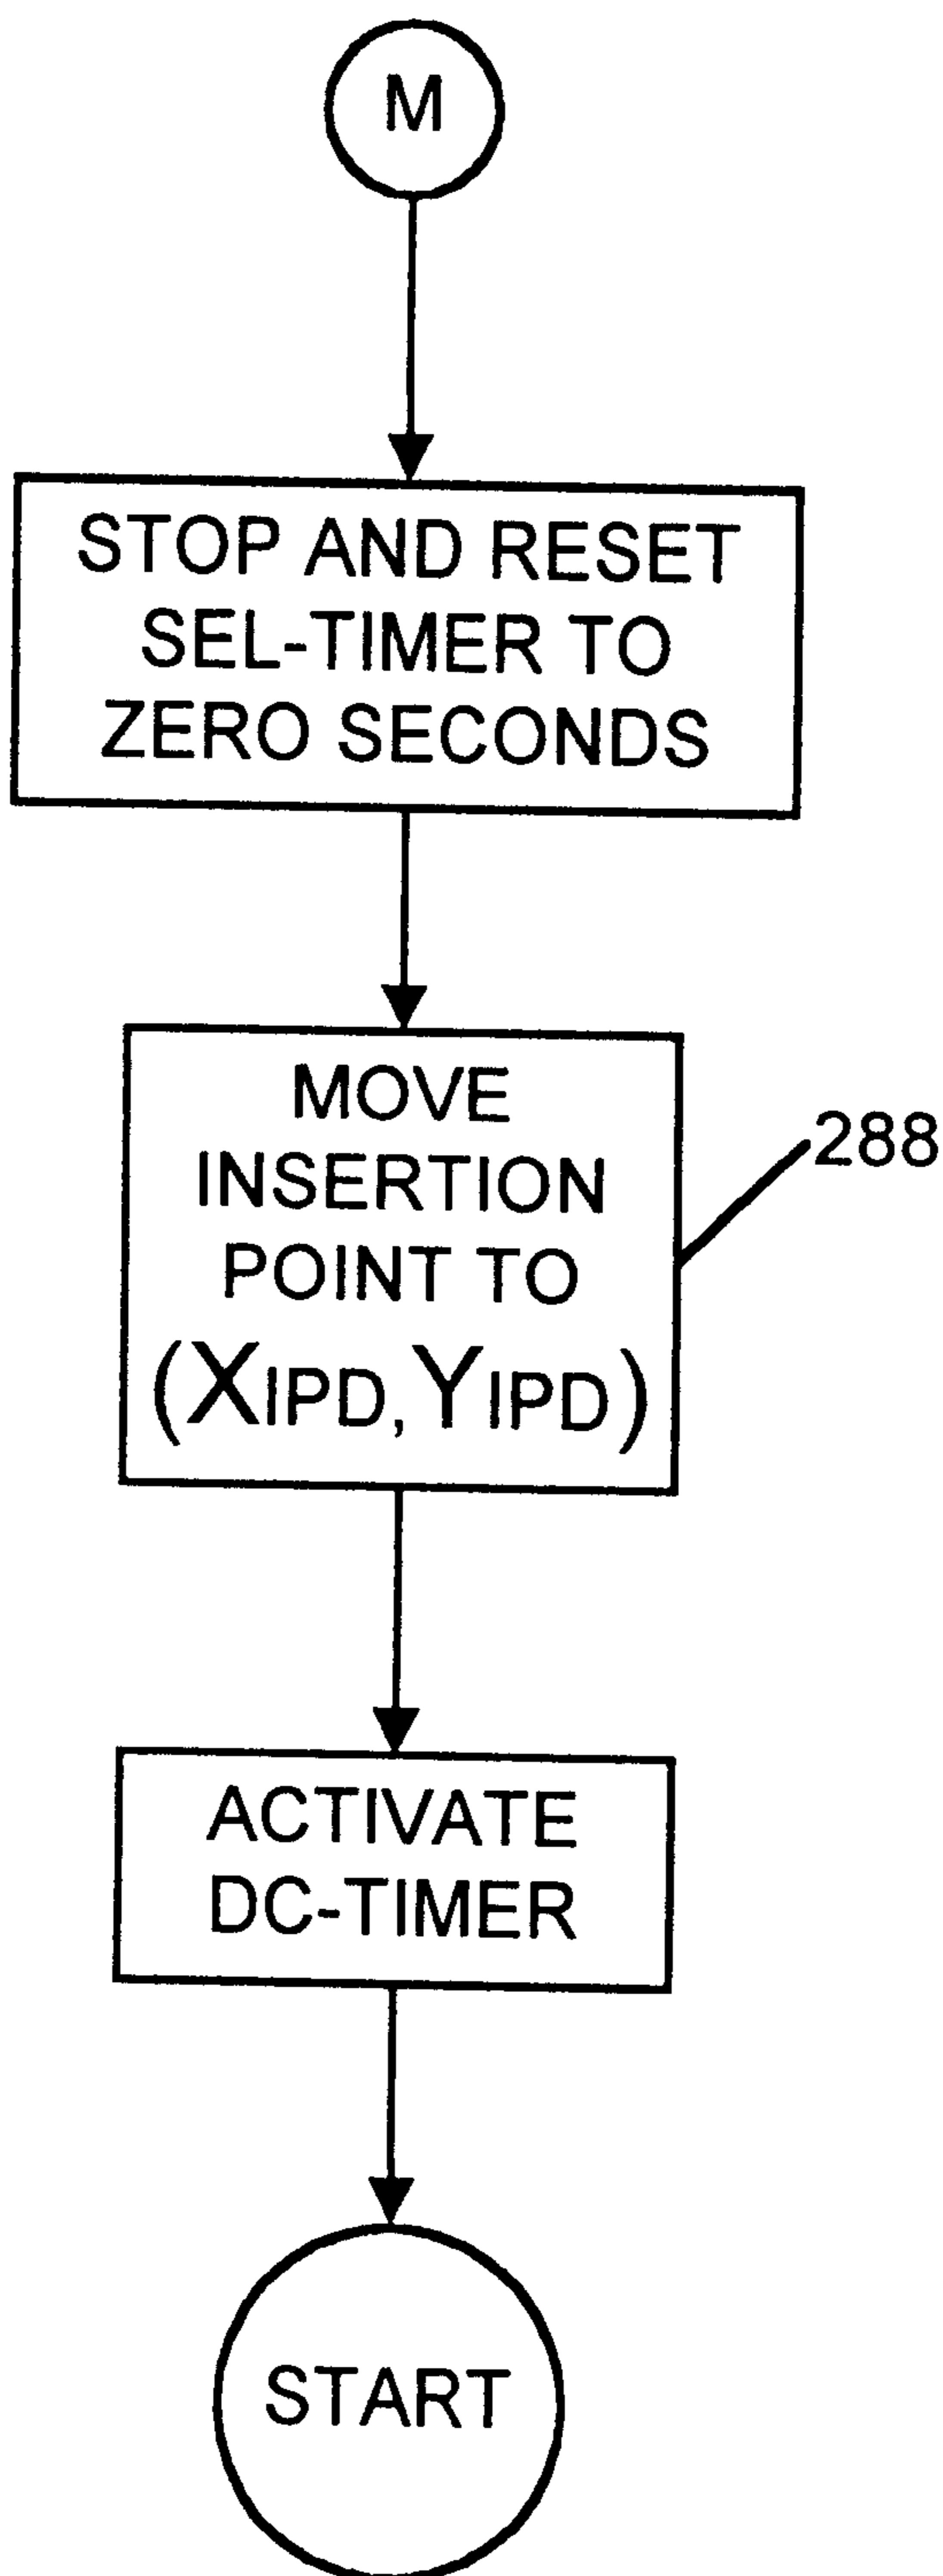 M
STOP AND RESET
SEL-TIMER TO
ZERO SECONDS
MOVE
INSERTION
POINT TO
(XIPD, YIPD)
288
ACTIVATE
DC-TIMER
START